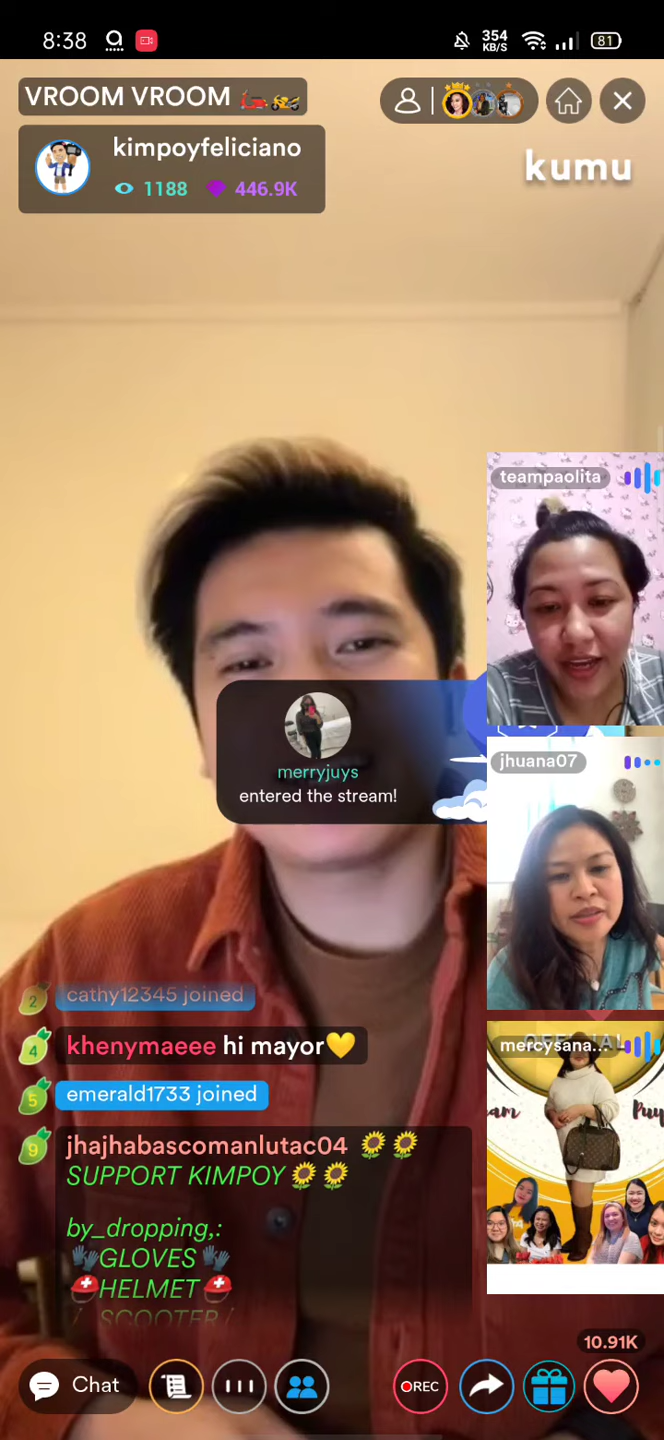 8:38
354
KB/S
81
VROOM VROOM 🛵🏍️
kimpoyfeliciano
1188 446.9K
kumu
teampaolita
merryjuys
entered the stream!
jhuana07
cathy12345 joined
2
khenymaeee hi mayor💛
4
emerald1733 joined
5
mercysana...
9
jhajhabascomanlutac04 🌻🌻
SUPPORT KIMPOY🌻🌻
by_dropping,:
🧤GLOVES🧤
⛑️HELMET⛑️
SCOOTER
10.91K
Chat
REC